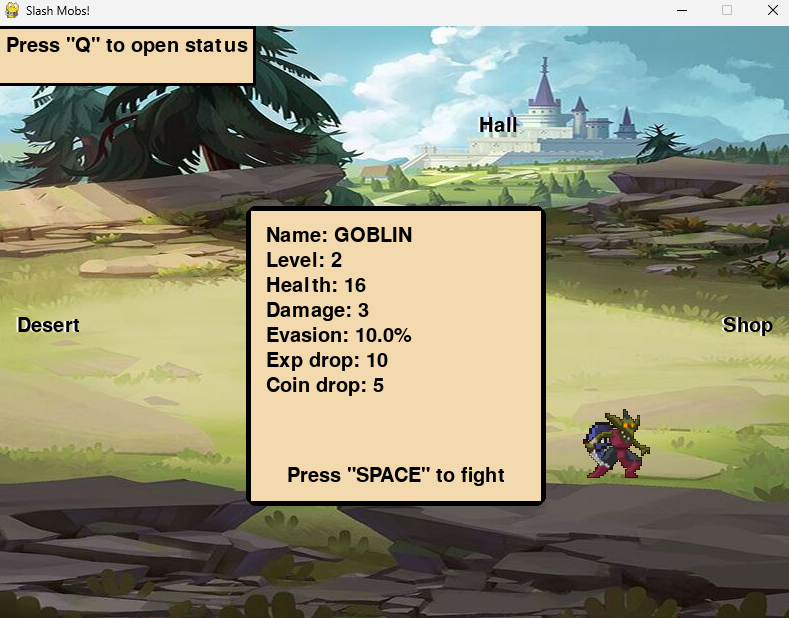 Slash Mobs!
Press "Q" to open status
Hall
Name: GOBLIN
Level: 2
Health: 16
Damage: 3
Evasion: 10.0%
Exp drop: 10
Coin drop: 5
Desert
Shop
Press "SPACE" to fight